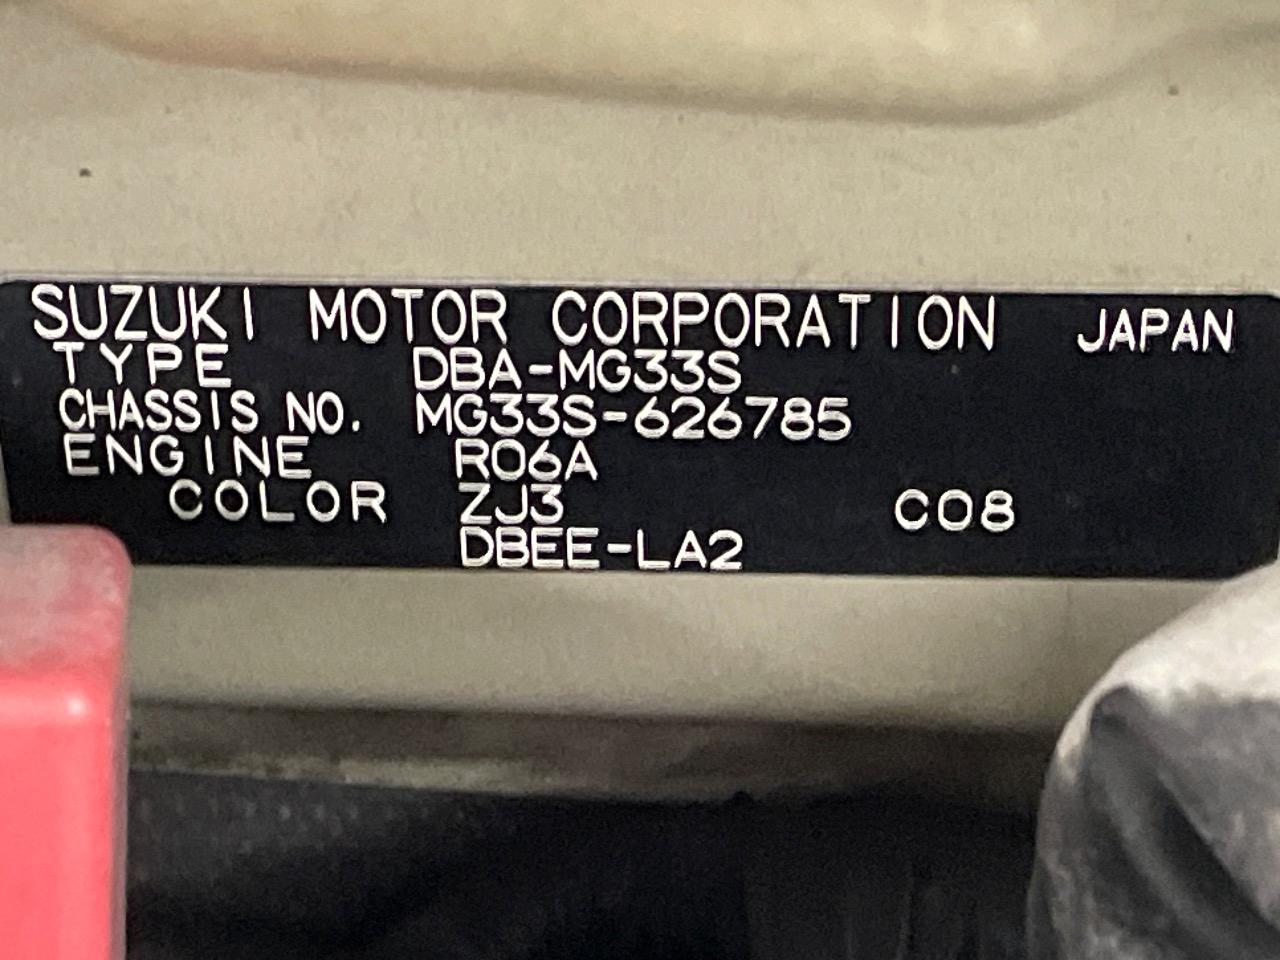 SUZUKI MOTOR CORPORATION JAPAN
TYPE DBA-MG33S
CHASSIS NO. MG33S-626785
ENGINE R06A
COLOR ZJ3 C08
DBEE-LA2